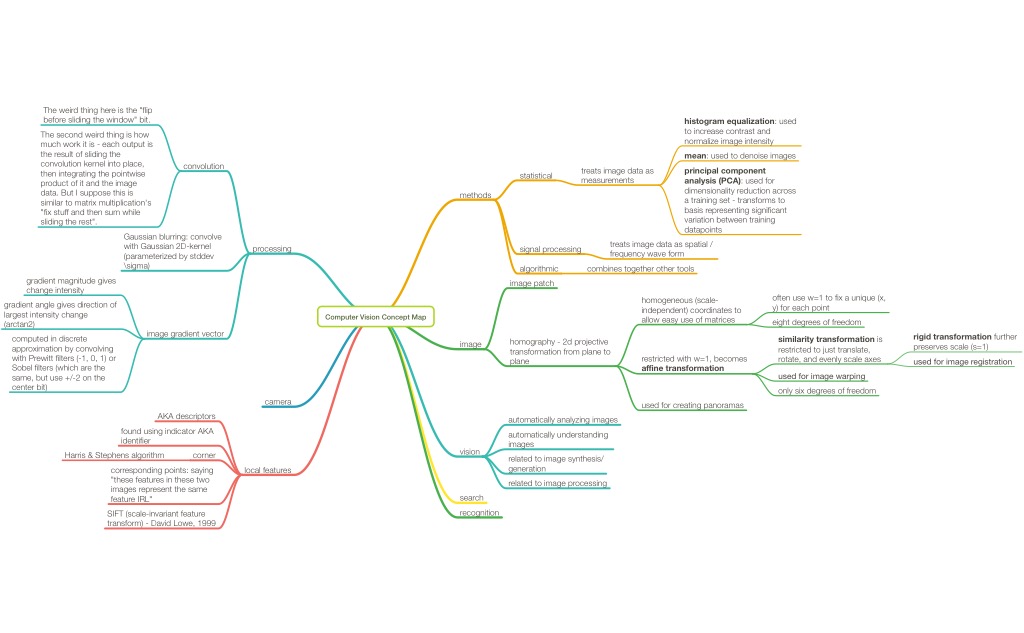 Computer Vision Concept Map
methods
statistical
treats image data as
measurements
histogram equalization: used
to increase contrast and
normalize image intensity
mean: used to denoise images
principal component
analysis (PCA): used for
dimensionality reduction across
a training set - transforms to
basis representing significant
variation between training
datapoints
signal processing
treats image data as spatial /
frequency wave form
algorithmic
combines together other tools
image
image patch
homography - 2d projective
transformation from plane to
plane
homogeneous (scale-
independent) coordinates to
allow easy use of matrices
often use w=1 to fix a unique (x,
y) for each point
eight degrees of freedom
restricted with w=1, becomes
affine transformation
similarity transformation is
restricted to just translate,
rotate, and evenly scale axes
rigid transformation further
preserves scale (s=1)
used for image registration
used for image warping
only six degrees of freedom
used for creating panoramas
vision
automatically analyzing images
automatically understanding
images
related to image synthesis/
generation
related to image processing
search
recognition
processing
convolution
The weird thing here is the "flip
before sliding the window" bit.
The second weird thing is how
much work it is - each output is
the result of sliding the
convolution kernel into place,
then integrating the pointwise
product of it and the image
data. But I suppose this is
similar to matrix multiplication's
"fix stuff and then sum while
sliding the rest".
Gaussian blurring: convolve
with Gaussian 2D-kernel
(parameterized by stddev
\sigma)
image gradient vector
gradient magnitude gives
change intensity
gradient angle gives direction of
largest intensity change
(arctan2)
computed in discrete
approximation by convolving
with Prewitt filters (-1, 0, 1) or
Sobel filters (which are the
same, but use +/-2 on the
center bit)
camera
local features
AKA descriptors
found using indicator AKA
identifier
corner
Harris & Stephens algorithm
corresponding points: saying
"these features in these two
images represent the same
feature IRL"
SIFT (scale-invariant feature
transform) - David Lowe, 1999